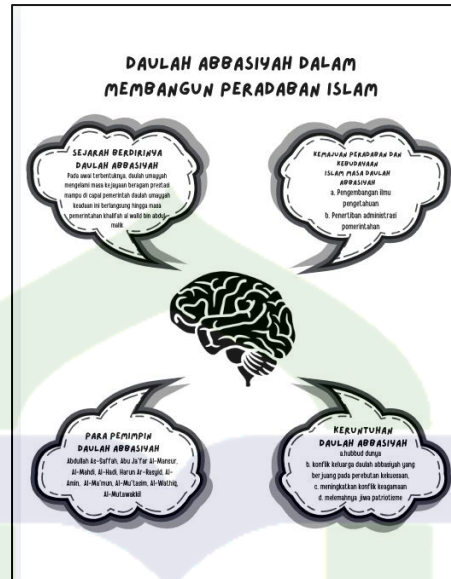 DAULAH ABBASIYAH DALAM
MEMBANGUN PERADABAN ISLAM
SEJARAH BERDIRINYA
DAULAH ABBASIYAH
Pada awal terbentuknya, daulah umayyah
mengalami masa kejayaan beragam prestasi
mampu di capai pemerintah daulah umayyah
keadaan ini berlangsung hingga masa
pemerintahan khalifah al walid bin abdul
malik
KEMAJUAN PERADABAN DAN
KEBUDAYAAN
ISLAM MASA DAULAH
ABBASIYAH
a. Pengembangan ilmu
pengetahuan
b. Penertiban administrasi
pomerintahan
PARA PEMIMPIN
DAULAH ABBASIYAH
Abdullah As-Saffah, Abu Ja'far Al-Mansur,
Al-Mahdi, Al-Hadi, Harun Ar-Rasyid, Al-
Amin, Al-Ma'mun, Al-Mu'tasim, Al-Wathiq,
Al-Mutawakkil
KERUNTUHAN
DAULAH ABBASIYAH
a.hubbud dunya
b. konflik keluarga daulah abbasiyah yang
berjuang pada perebutan kekuasaan,
c. meningkatkan konflik keagamaan
d. melemahnya jiwa patriotisme